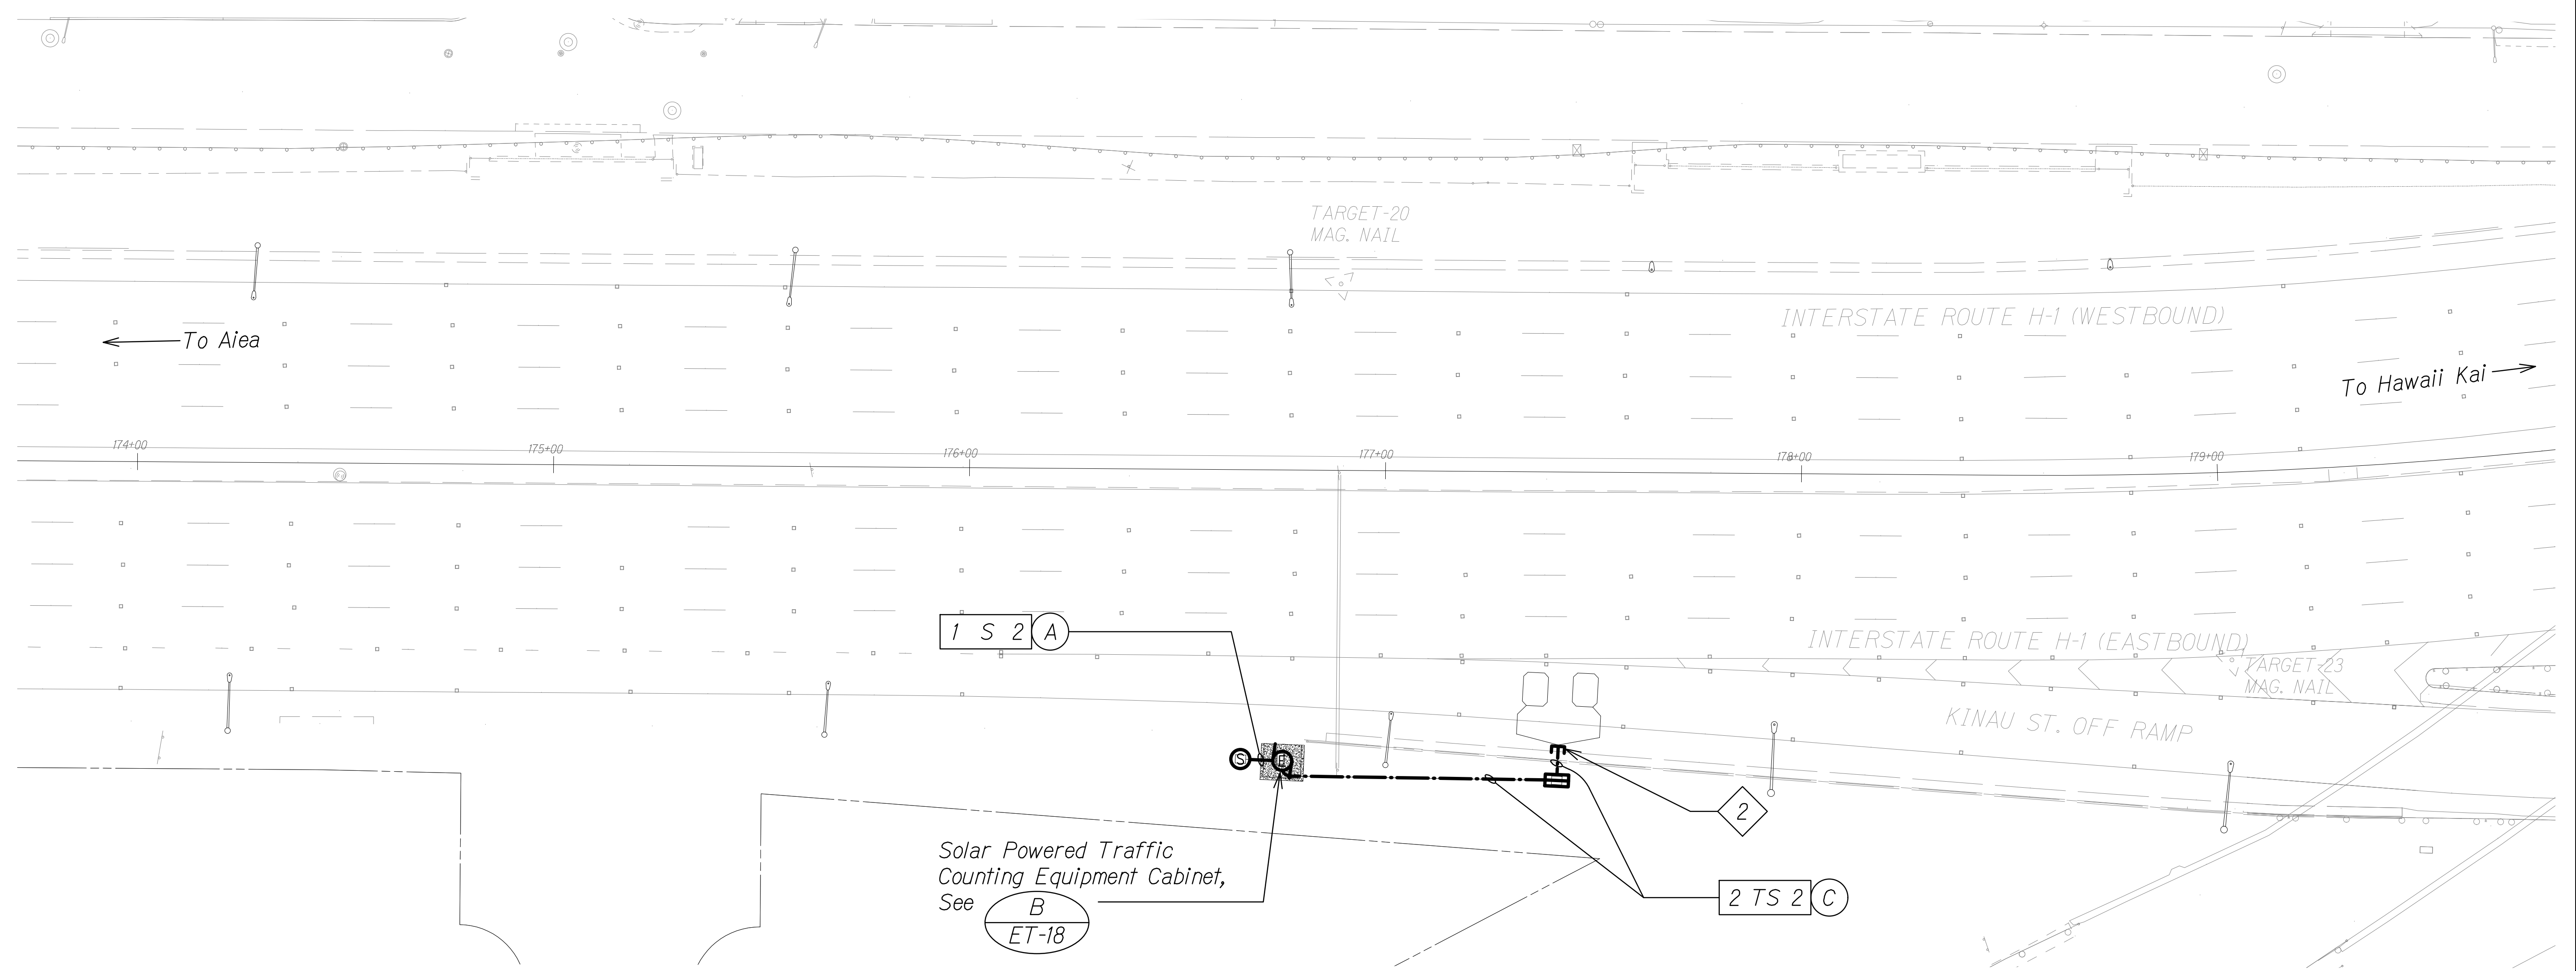 TARGET-20
MAG. NAIL
INTERSTATE ROUTE H-1 (WESTBOUND)
To Aiea
To Hawaii Kai
174+00
175+00
176+00
177+00
178+00
179+00
1 S 2 A
INTERSTATE ROUTE H-1 (EASTBOUND)
TARGET-23
MAG. NAIL
KINAU ST. OFF RAMP
S
E
2
Solar Powered Traffic
Counting Equipment Cabinet,
See
B
ET-18
2 TS 2 C